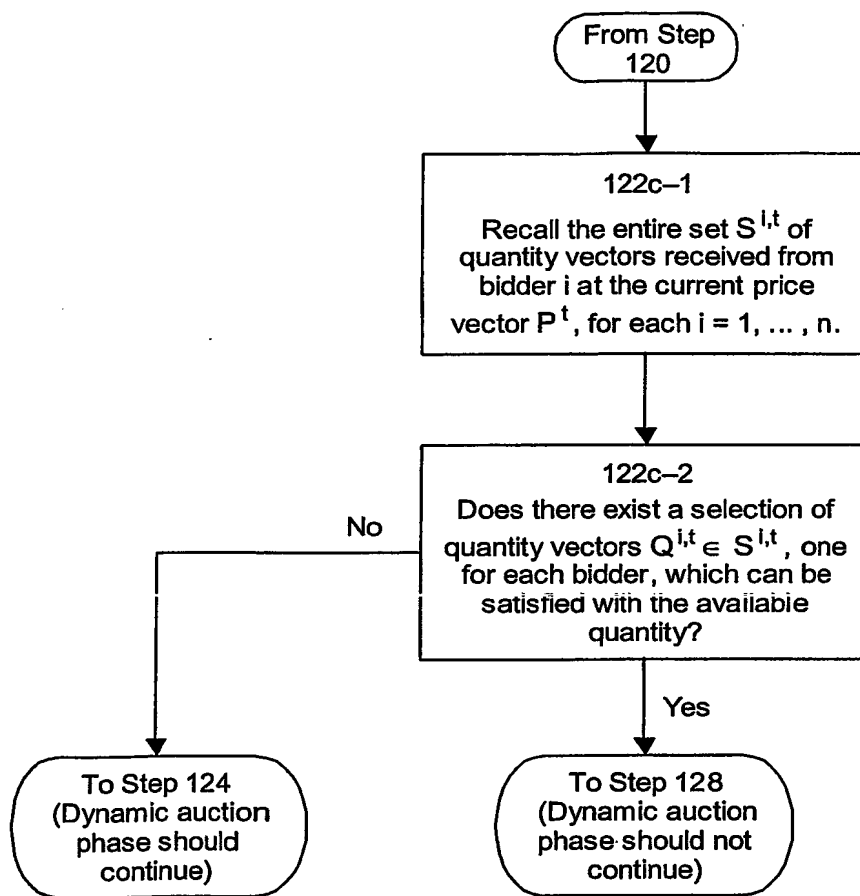 From Step
120
122c–1
Recall the entire set S^{i,t} of
quantity vectors received from
bidder i at the current price
vector P^t, for each i = 1, ... , n.
122c–2
Does there exist a selection of
quantity vectors Q^{i,t} ∈ S^{i,t}, one
for each bidder, which can be
satisfied with the available
quantity?
No
Yes
To Step 124
(Dynamic auction
phase should
continue)
To Step 128
(Dynamic auction
phase should not
continue)